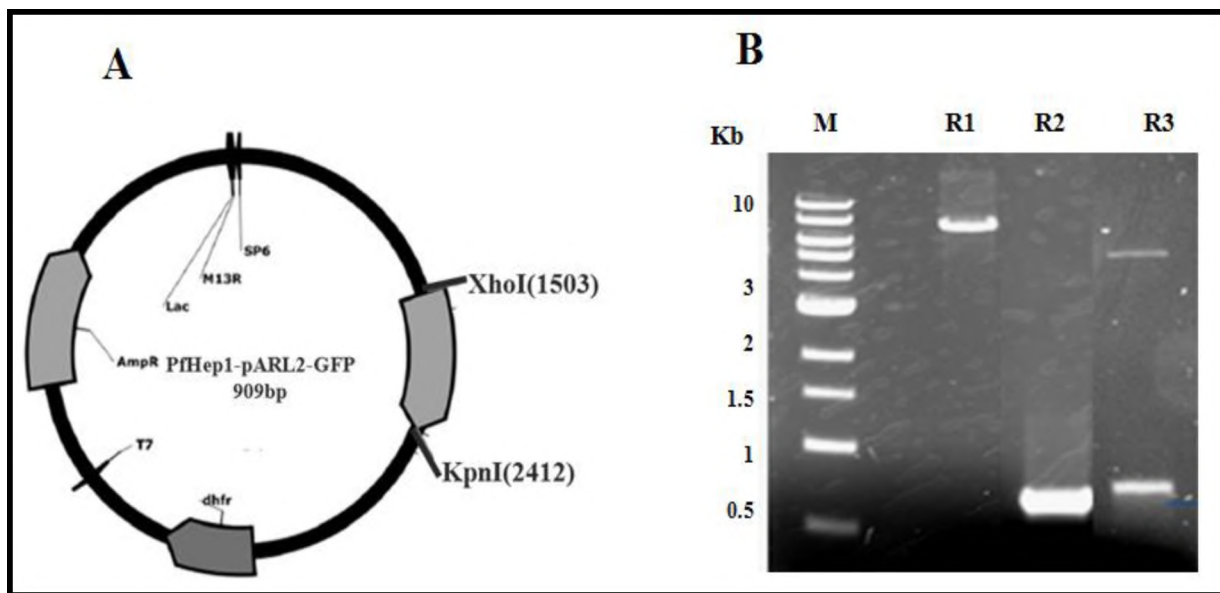 A
SP6
M13R
Lac
XhoI(1503)
AmpR
PfHep1-pARL2-GFP
909bp
T7
KpnI(2412)
dhfr
B
Kb M R1 R2 R3
10
3
2
1.5
1
0.5